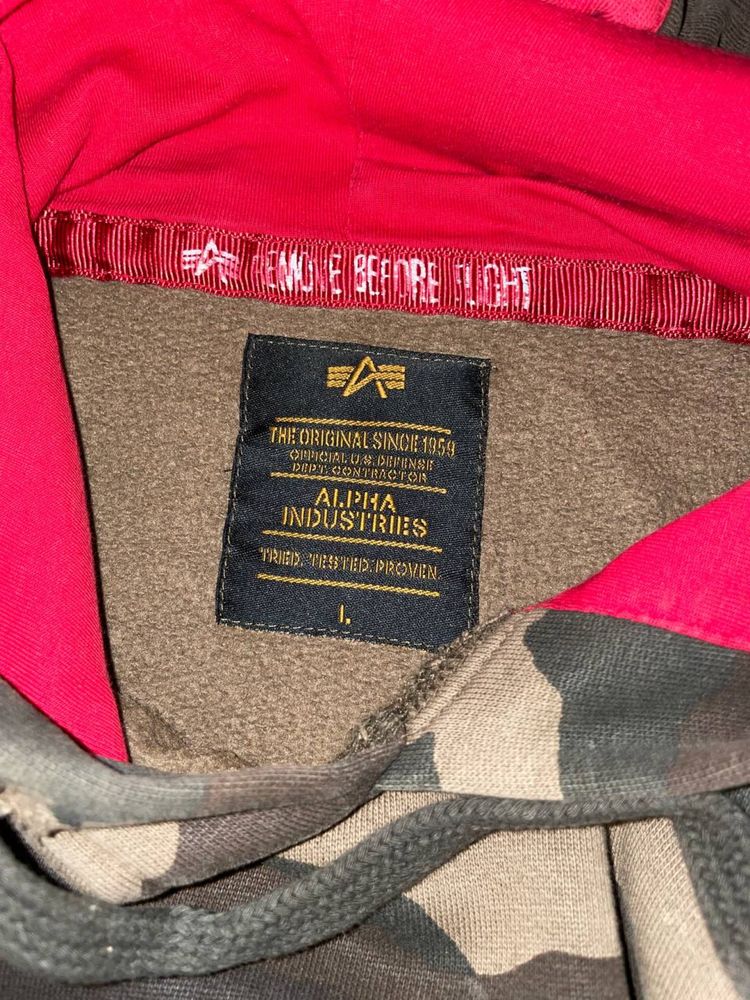 REMOVE BEFORE FLIGHT
THE ORIGINAL SINCE 1959
OFFICIAL U.S. DEFENSE
DEPT. CONTRACTOR
ALPHA
INDUSTRIES
TRIED. TESTED. PROVEN.
L